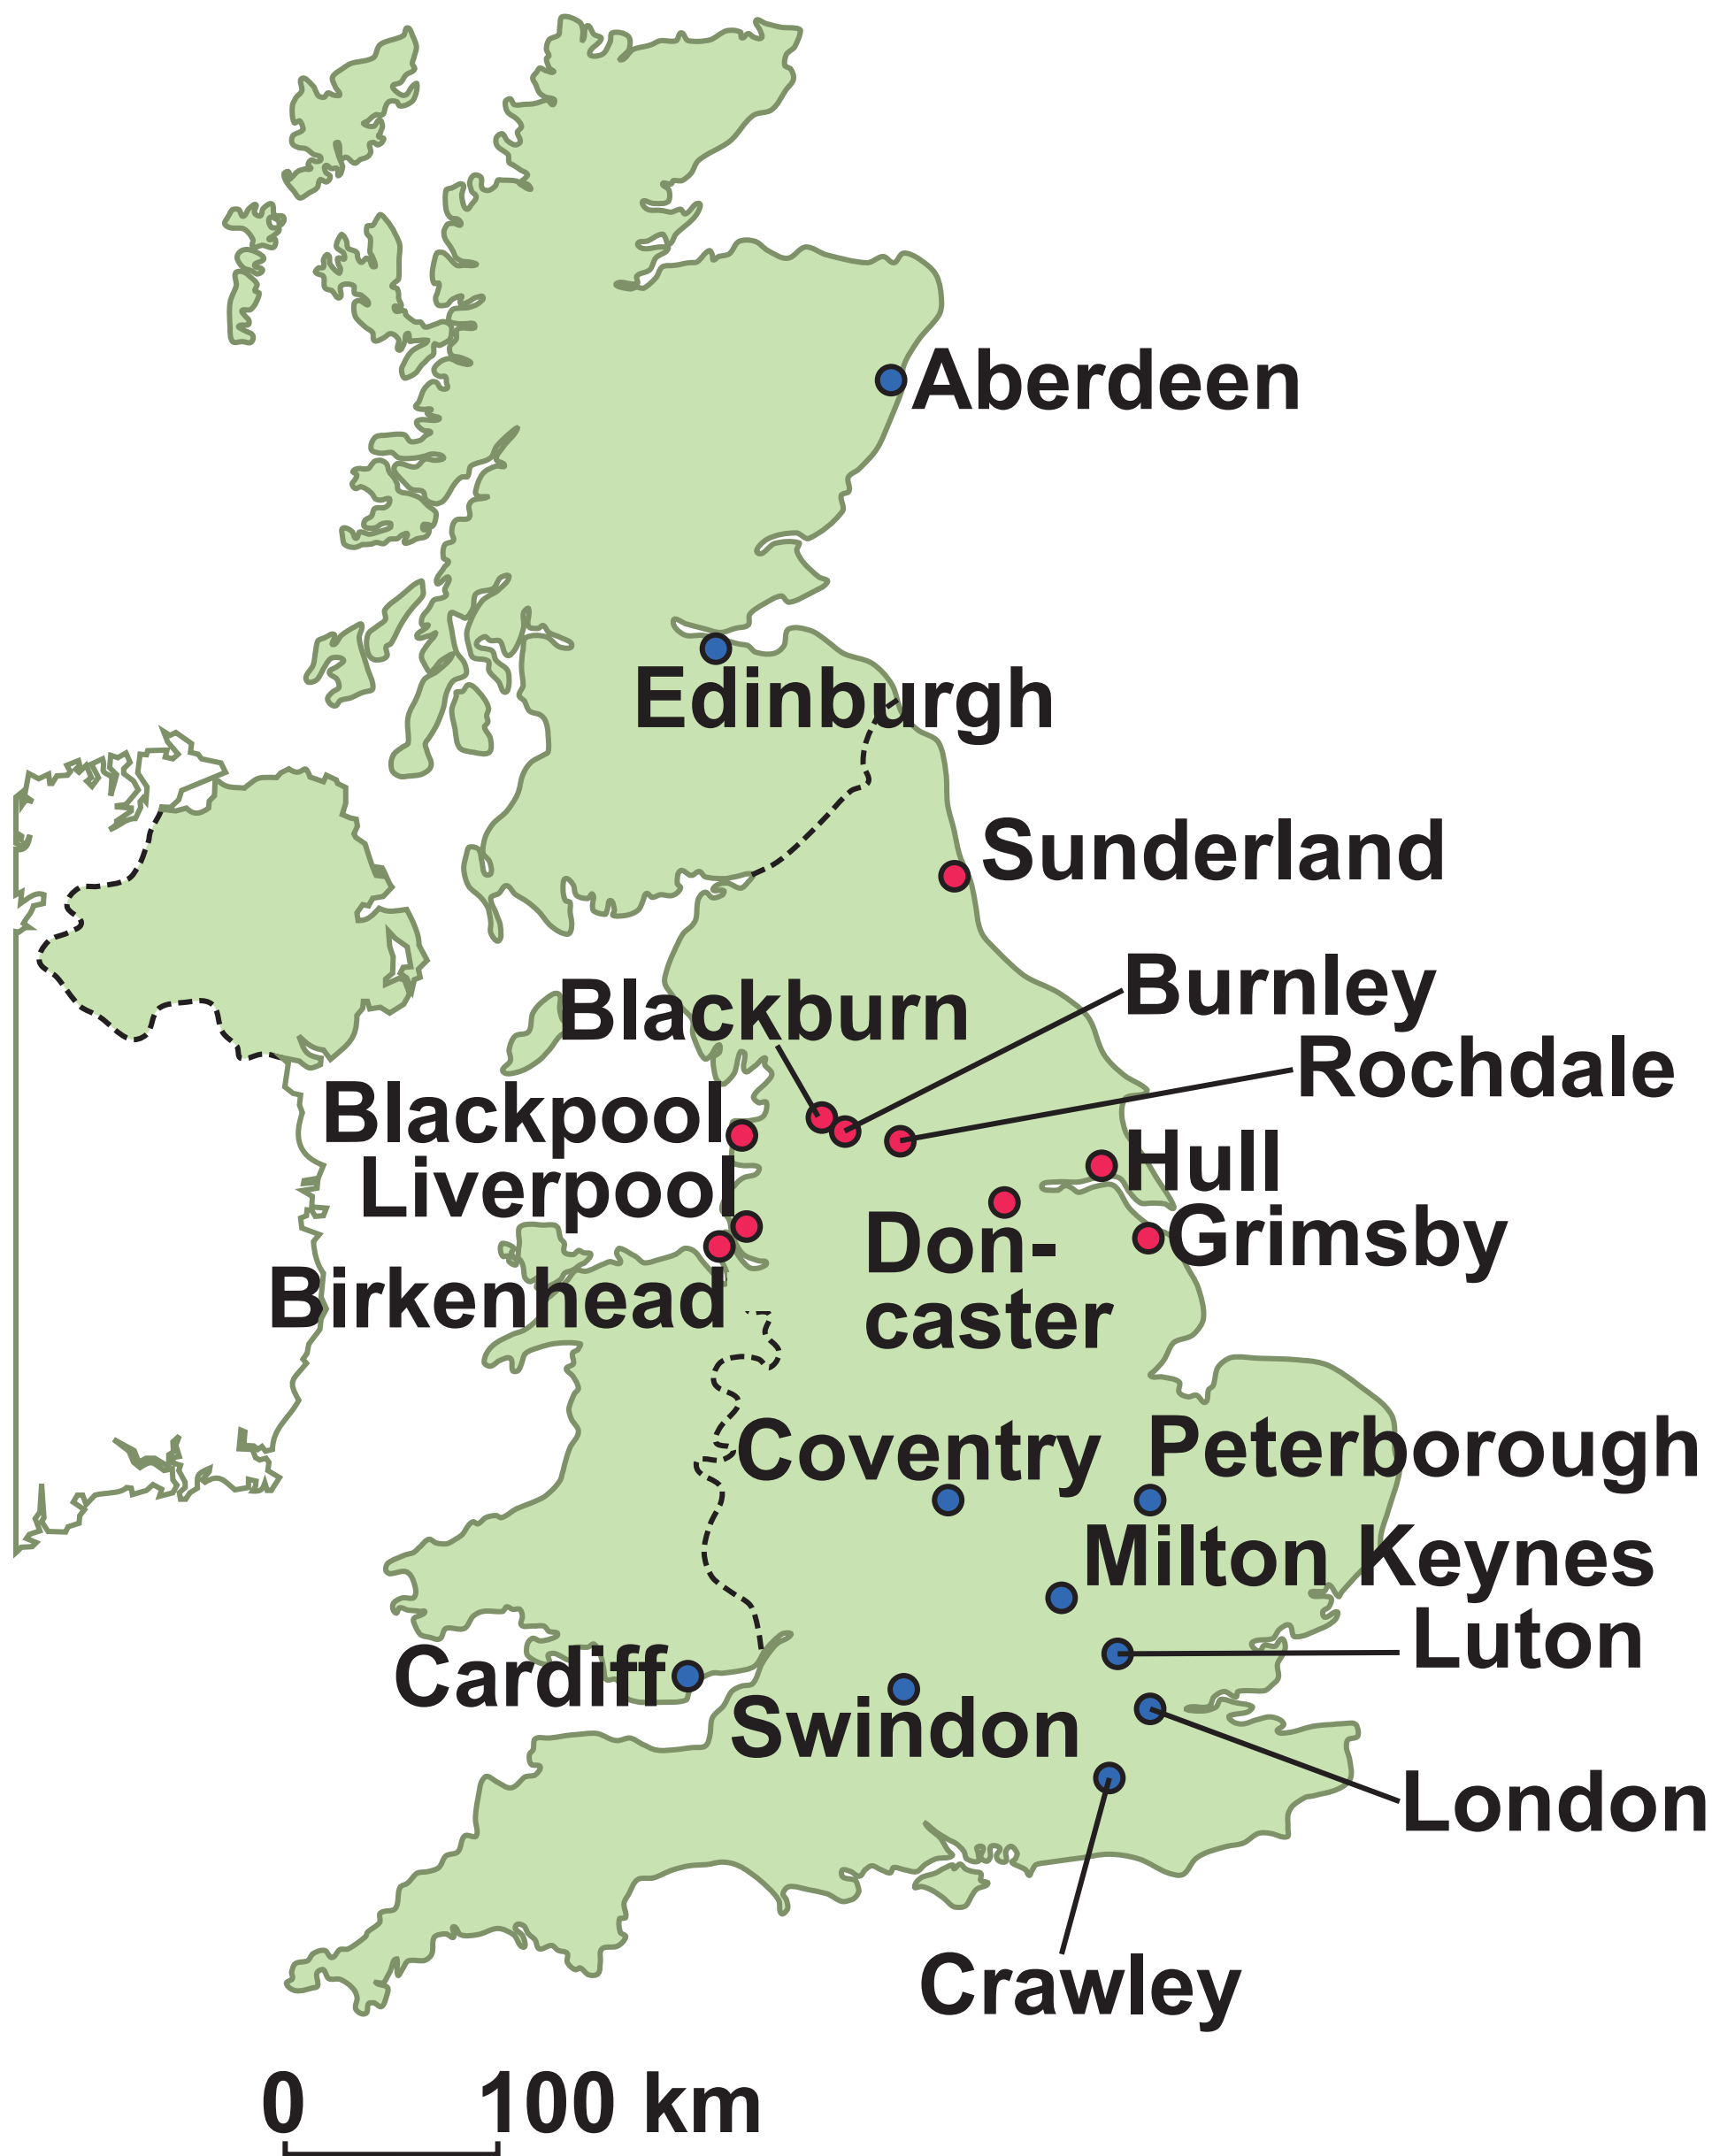 Aberdeen
Edinburgh
Sunderland
Burnley
Blackburn
Rochdale
Blackpool
Hull
Liverpool
Grimsby
Don-
caster
Birkenhead
Coventry
Peterborough
Milton Keynes
Luton
Cardiff
Swindon
London
Crawley
0 100 km